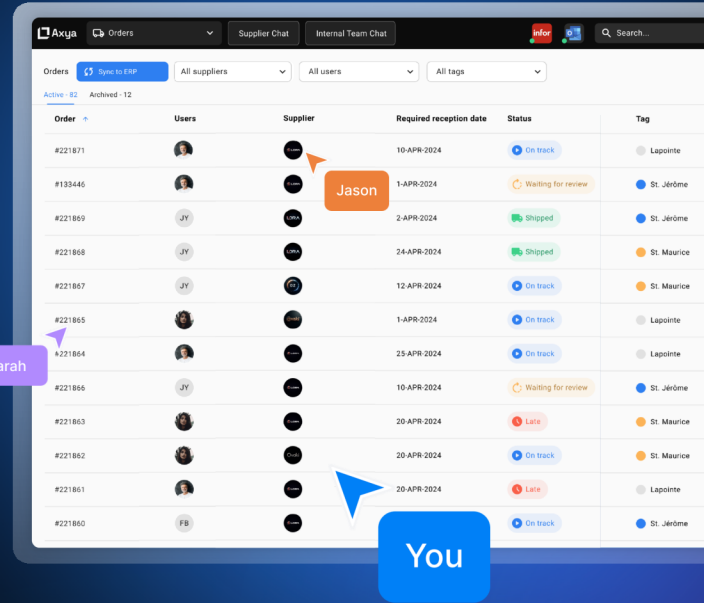 Axya Orders Supplier Chat Internal Team Chat infor Search...
Orders Sync to ERP All suppliers All users All tags
Active - 82 Archived - 12
Order Users Supplier Required reception date Status Tag
#221871 10-APR-2024 On track Lapointe
Jason
#133446 1-APR-2024 Waiting for review St. Jérôme
#221869 JY LORIA 2-APR-2024 Shipped St. Jérôme
#221868 JY LORIA 24-APR-2024 Shipped St. Maurice
#221867 JY 12-APR-2024 On track St. Maurice
#221865 1-APR-2024 On track Lapointe
#221864 25-APR-2024 On track Lapointe
arah
#221866 JY 10-APR-2024 Waiting for review St. Jérôme
#221863 20-APR-2024 Late St. Maurice
#221862 20-APR-2024 On track St. Maurice
#221861 20-APR-2024 Late Lapointe
#221860 FB On track St. Jérôme
You